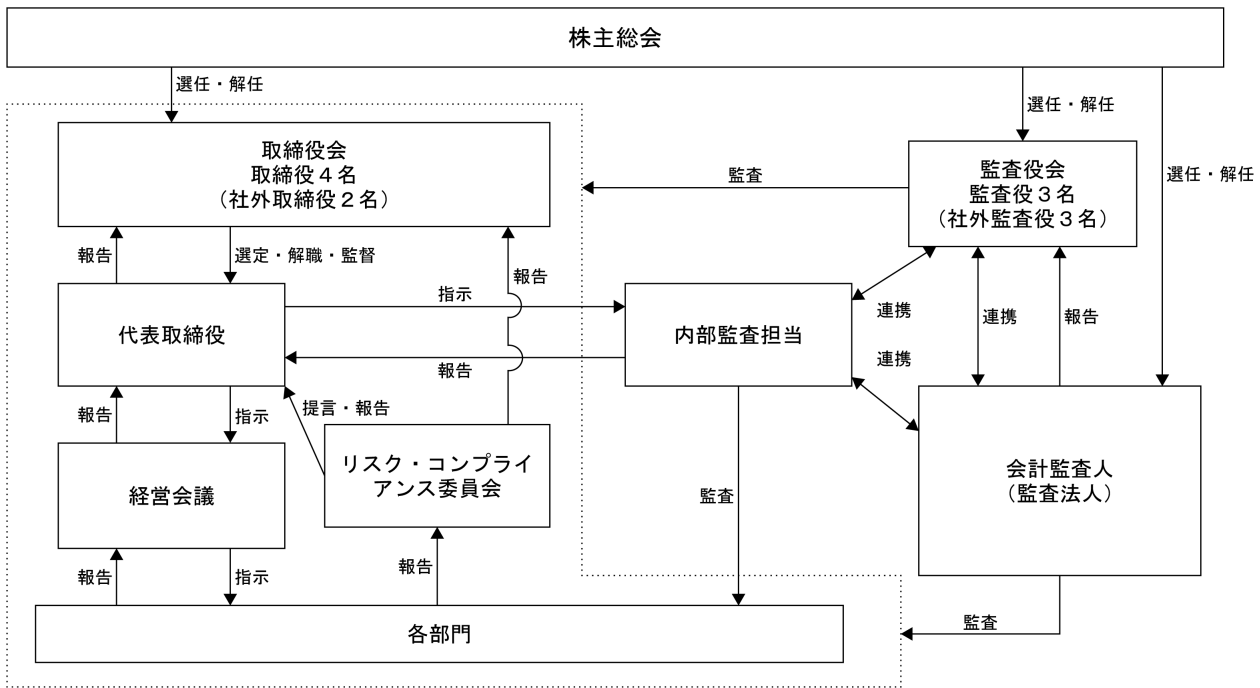 株主総会
選任・解任
選任・解任
選任・解任
取締役会
取締役4名
（社外取締役2名）
監査
監査役会
監査役3名
（社外監査役3名）
報告
選定・解職・監督
報告
指示
連携
連携
報告
代表取締役
内部監査担当
報告
連携
報告
指示
提言・報告
リスク・コンプライ
アンス委員会
経営会議
監査
会計監査人
（監査法人）
報告
指示
報告
各部門
監査